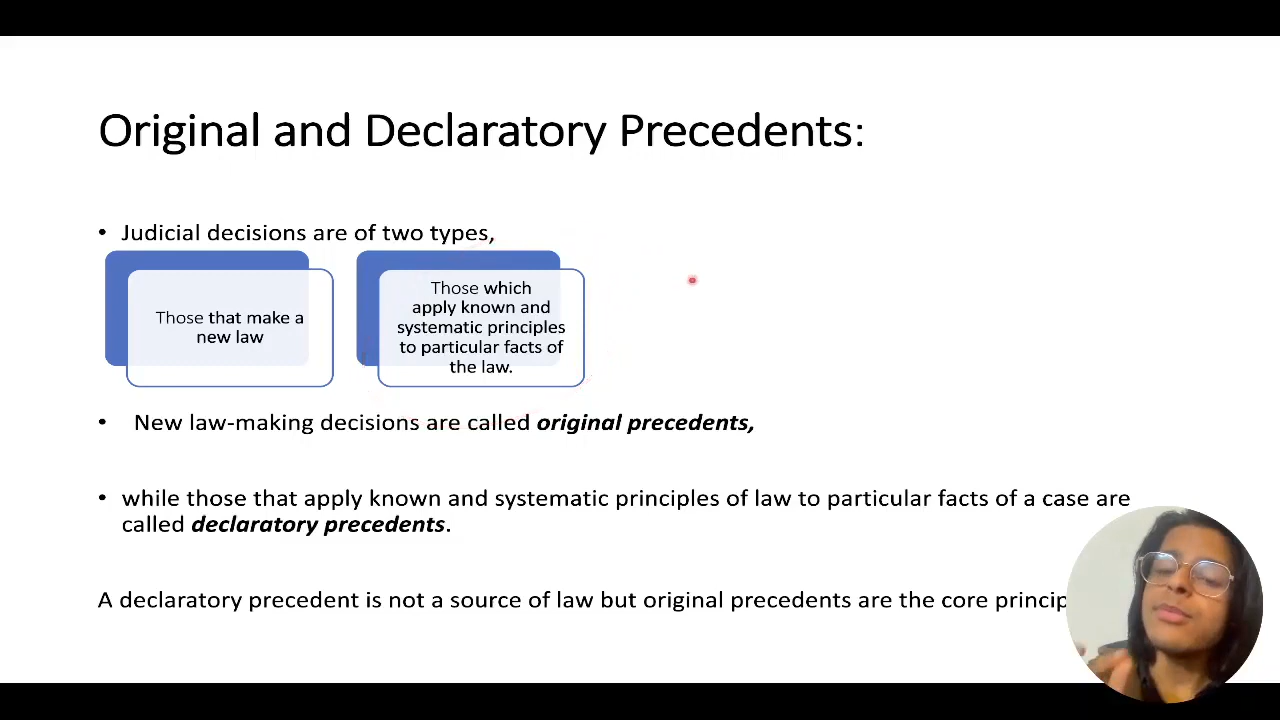 Original and Declaratory Precedents:
• Judicial decisions are of two types,
Those that make a
new law
Those which
apply known and
systematic principles
to particular facts of
the law.
• New law-making decisions are called original precedents,
• while those that apply known and systematic principles of law to particular facts of a case are
called declaratory precedents.
A declaratory precedent is not a source of law but original precedents are the core